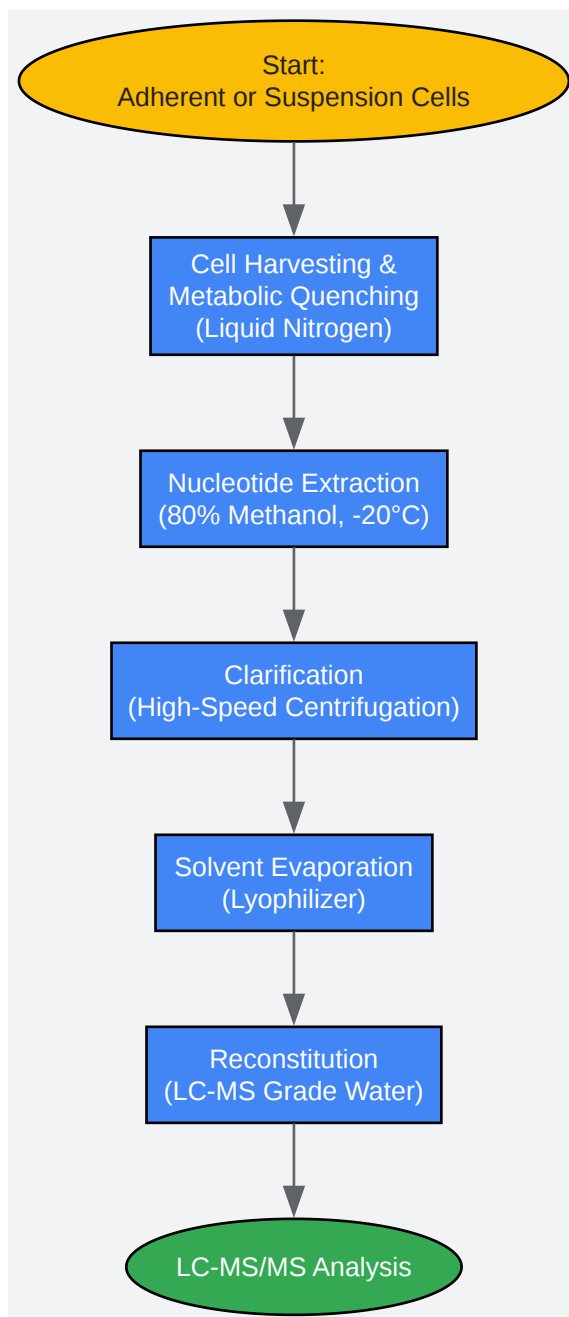 Start:
Adherent or Suspension Cells
Cell Harvesting &
Metabolic Quenching
(Liquid Nitrogen)
Nucleotide Extraction
(80% Methanol, -20°C)
Clarification
(High-Speed Centrifugation)
Solvent Evaporation
(Lyophilizer)
Reconstitution
(LC-MS Grade Water)
LC-MS/MS Analysis